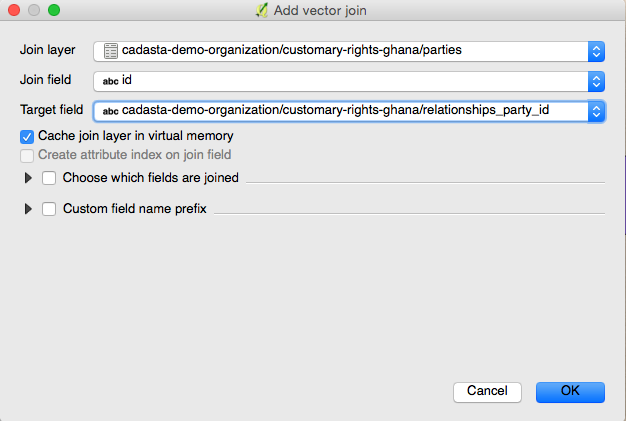 Add vector join
Join layer cadasta-demo-organization/customary-rights-ghana/parties
Join field abc id
Target field abc cadasta-demo-organization/customary-rights-ghana/relationships_party_id
Cache join layer in virtual memory
Create attribute index on join field
Choose which fields are joined
Custom field name prefix
Cancel OK